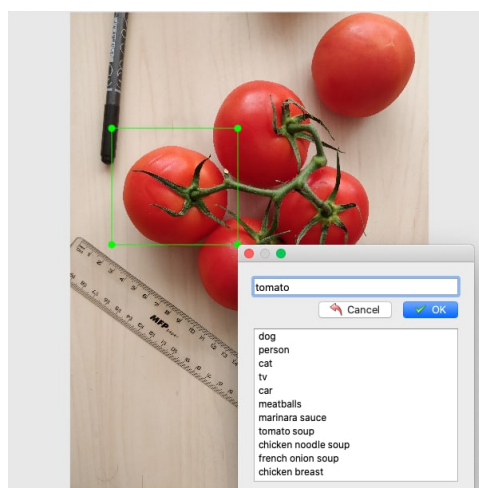 tomato
Cancel
OK
dog
person
cat
tv
car
meatballs
marinara sauce
tomato soup
chicken noodle soup
french onion soup
chicken breast
MFP